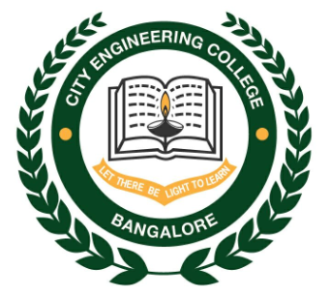 CITY ENGINEERING COLLEGE
LET THERE BE LIGHT TO LEARN
BANGALORE